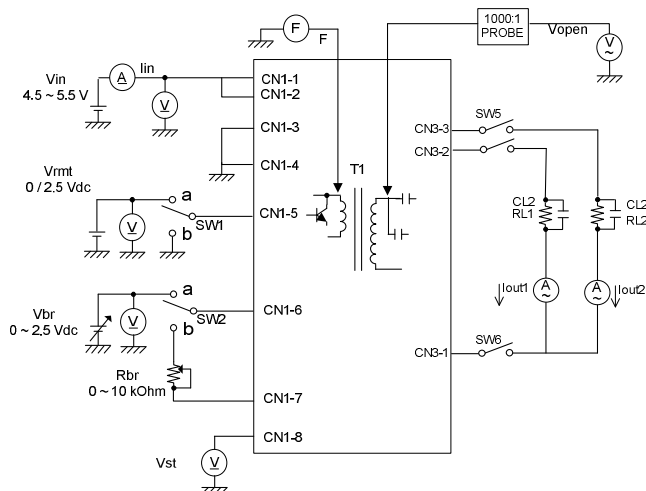 1000:1
PROBE
Vopen
V
~
F
F
Vin
4.5 ~ 5.5 V
A
Iin
V
CN1-1
CN1-2
CN1-3
CN1-4
CN3-3
CN3-2
SW5
T1
Vrmt
0 / 2.5 Vdc
V
a
b
SW1
CN1-5
CL2
RL1
CL2
RL2
Vbr
0 ~ 2.5 Vdc
V
a
b
SW2
CN1-6
Iout1
A
~
A
~
Iout2
SW6
CN3-1
Rbr
0 ~ 10 kOhm
CN1-7
CN1-8
Vst
V